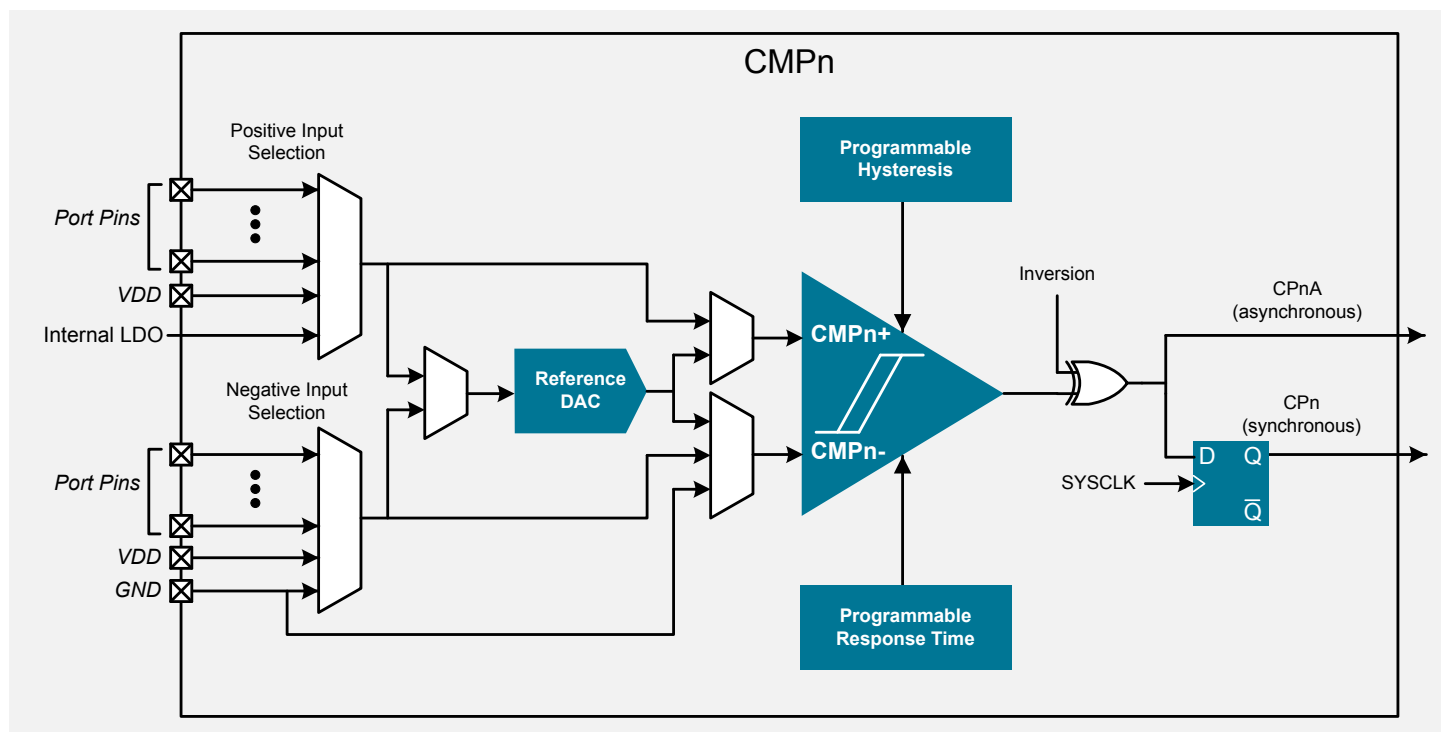 CMPn
Positive Input
Selection
Port Pins
VDD
Internal LDO
Negative Input
Selection
Port Pins
VDD
GND
Reference
DAC
Programmable
Hysteresis
CMPn+
CMPn-
Programmable
Response Time
Inversion
CPnA
(asynchronous)
CPn
(synchronous)
SYSCLK
D Q
Q̅